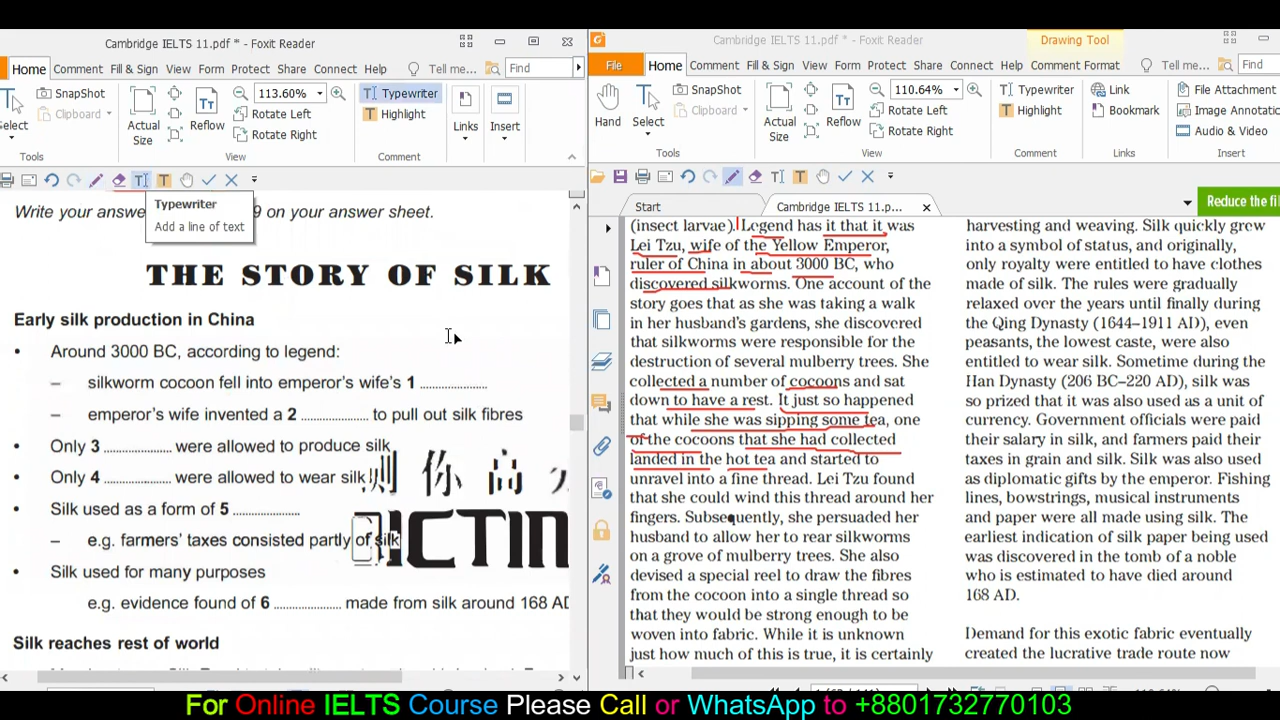 Cambridge IELTS 11.pdf * - Foxit Reader
Home Comment Fill & Sign View Form Protect Share Connect Help Tell me... Find
SnapShot
Clipboard
Select
Actual Size
Reflow
113.60%
Rotate Left
Rotate Right
Typewriter
Highlight
Links
Insert
Tools View Comment
Typewriter
Add a line of text
Write your answe 9 on your answer sheet.
THE STORY OF SILK
Early silk production in China
• Around 3000 BC, according to legend:
– silkworm cocoon fell into emperor's wife's 1 ....................
– emperor's wife invented a 2 .................... to pull out silk fibres
• Only 3 .................... were allowed to produce silk
• Only 4 .................... were allowed to wear silk
• Silk used as a form of 5 ....................
– e.g. farmers' taxes consisted partly of silk
• Silk used for many purposes
e.g. evidence found of 6 .................... made from silk around 168 AD
Silk reaches rest of world
则 你 高
ICTIN
Cambridge IELTS 11.pdf * - Foxit Reader
Drawing Tool
File Home Comment Fill & Sign View Form Protect Share Connect Help Comment Format Tell me... Find
Hand
Select
SnapShot
Clipboard
Actual Size
Reflow
110.64%
Rotate Left
Rotate Right
Typewriter
Highlight
Link
Bookmark
File Attachment
Image Annotat
Audio & Video
Tools View Comment Links Insert
Start
Cambridge IELTS 11.p...
Reduce the fi
(insect larvae). Legend has it that it was
Lei Tzu, wife of the Yellow Emperor,
ruler of China in about 3000 BC, who
discovered silkworms. One account of the
story goes that as she was taking a walk
in her husband's gardens, she discovered
that silkworms were responsible for the
destruction of several mulberry trees. She
collected a number of cocoons and sat
down to have a rest. It just so happened
that while she was sipping some tea, one
of the cocoons that she had collected
landed in the hot tea and started to
unravel into a fine thread. Lei Tzu found
that she could wind this thread around her
fingers. Subsequently, she persuaded her
husband to allow her to rear silkworms
on a grove of mulberry trees. She also
devised a special reel to draw the fibres
from the cocoon into a single thread so
that they would be strong enough to be
woven into fabric. While it is unknown
just how much of this is true, it is certainly
harvesting and weaving. Silk quickly grew
into a symbol of status, and originally,
only royalty were entitled to have clothes
made of silk. The rules were gradually
relaxed over the years until finally during
the Qing Dynasty (1644–1911 AD), even
peasants, the lowest caste, were also
entitled to wear silk. Sometime during the
Han Dynasty (206 BC–220 AD), silk was
so prized that it was also used as a unit of
currency. Government officials were paid
their salary in silk, and farmers paid their
taxes in grain and silk. Silk was also used
as diplomatic gifts by the emperor. Fishing
lines, bowstrings, musical instruments
and paper were all made using silk. The
earliest indication of silk paper being used
was discovered in the tomb of a noble
who is estimated to have died around
168 AD.
Demand for this exotic fabric eventually
created the lucrative trade route now
For Online IELTS Course Please Call or WhatsApp to +8801732770103